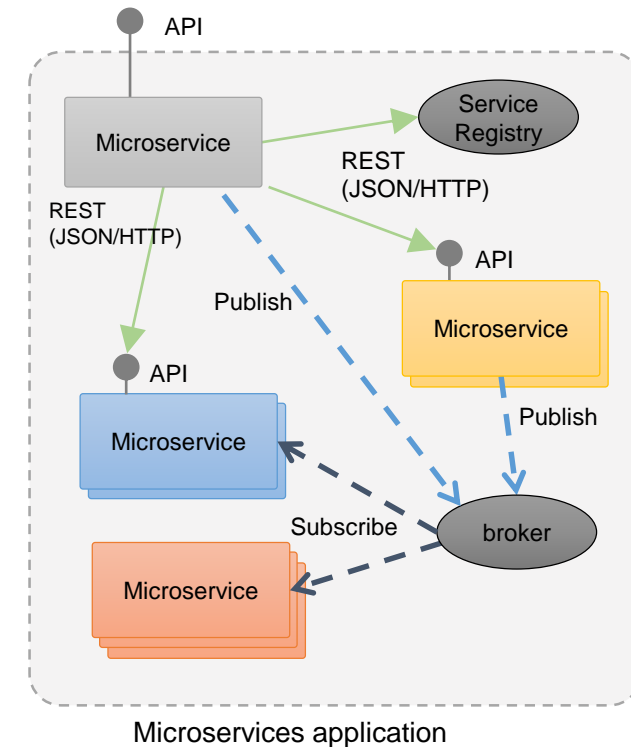 API
Microservice
Service
Registry
REST
(JSON/HTTP)
REST
(JSON/HTTP)
API
Publish
Microservice
API
Publish
Microservice
Subscribe
broker
Microservice
Microservices application